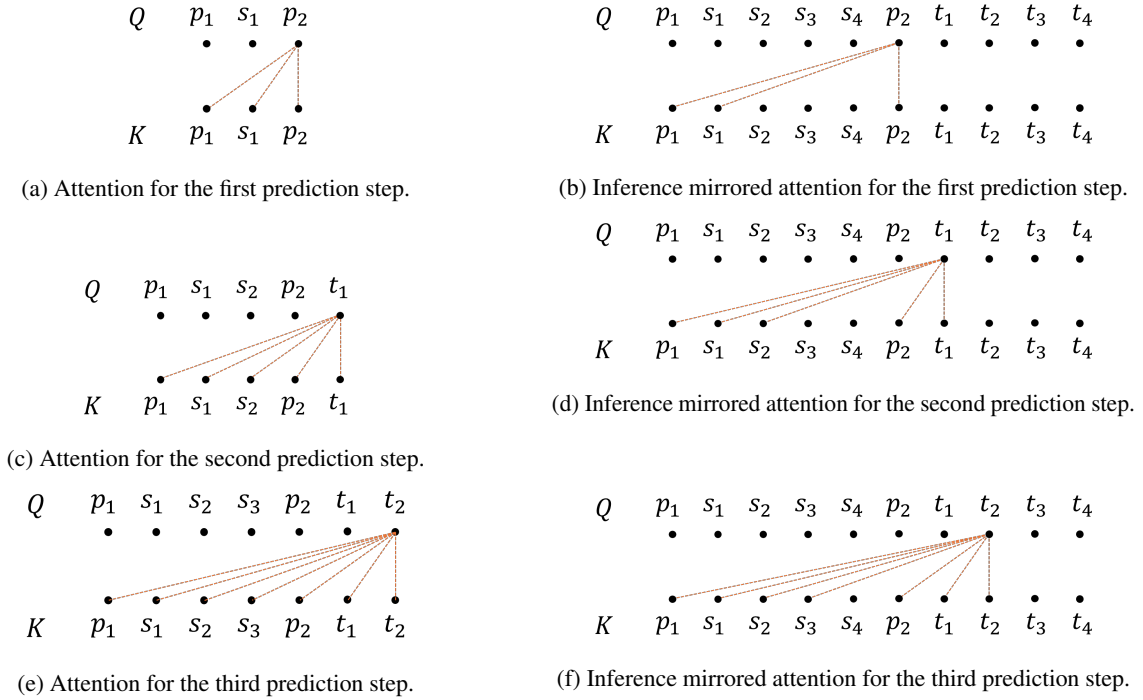 Q p₁ s₁ p₂
K p₁ s₁ p₂
(a) Attention for the first prediction step.
Q p₁ s₁ s₂ s₃ s₄ p₂ t₁ t₂ t₃ t₄
K p₁ s₁ s₂ s₃ s₄ p₂ t₁ t₂ t₃ t₄
(b) Inference mirrored attention for the first prediction step.
Q p₁ s₁ s₂ p₂ t₁
K p₁ s₁ s₂ p₂ t₁
(c) Attention for the second prediction step.
Q p₁ s₁ s₂ s₃ s₄ p₂ t₁ t₂ t₃ t₄
K p₁ s₁ s₂ s₃ s₄ p₂ t₁ t₂ t₃ t₄
(d) Inference mirrored attention for the second prediction step.
Q p₁ s₁ s₂ s₃ p₂ t₁ t₂
K p₁ s₁ s₂ s₃ p₂ t₁ t₂
(e) Attention for the third prediction step.
Q p₁ s₁ s₂ s₃ s₄ p₂ t₁ t₂ t₃ t₄
K p₁ s₁ s₂ s₃ s₄ p₂ t₁ t₂ t₃ t₄
(f) Inference mirrored attention for the third prediction step.